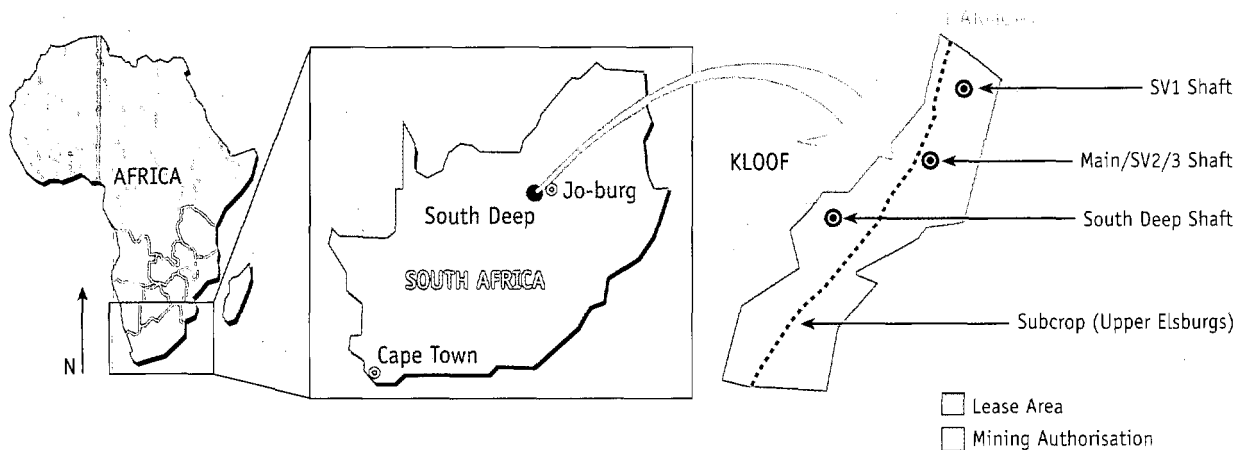 AFRICA
N
South Deep
Jo-burg
SOUTH AFRICA
Cape Town
KLOOF
SV1 Shaft
Main/SV2/3 Shaft
South Deep Shaft
Subcrop (Upper Elsburgs)
Lease Area
Mining Authorisation